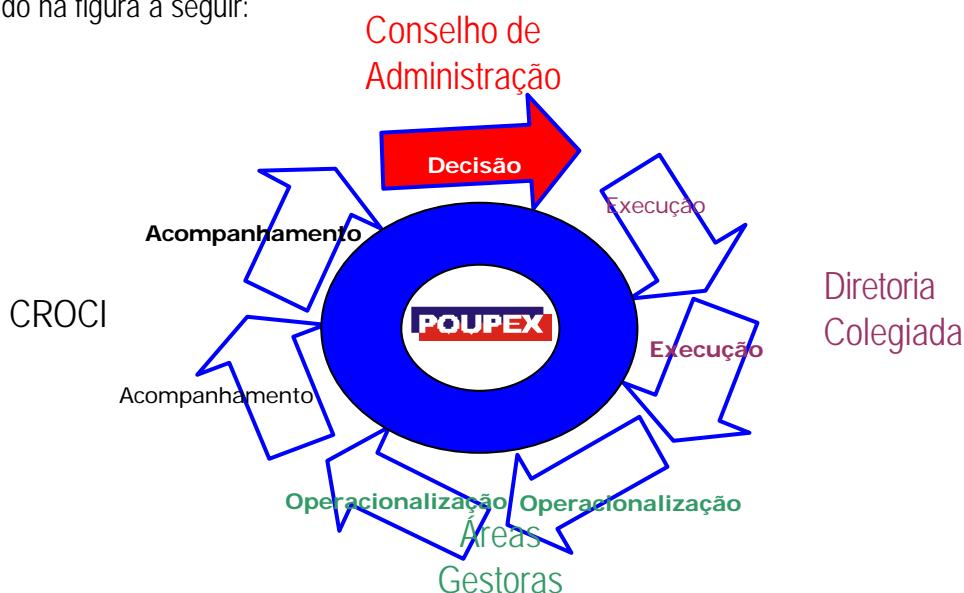 do na figura a seguir:
Conselho de
Administração
Decisão
Execução
Acompanhamento
Diretoria
Colegiada
CROCI
POUPEX
Execução
Acompanhamento
Operacionalização
Operacionalização
Áreas
Gestoras